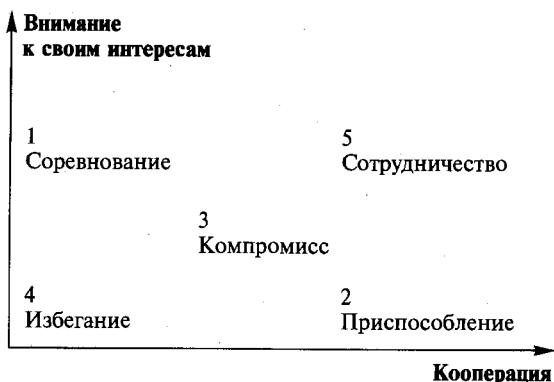 Внимание
к своим интересам
1
Соревнование
5
Сотрудничество
3
Компромисс
4
Избегание
2
Приспособление
Кооперация